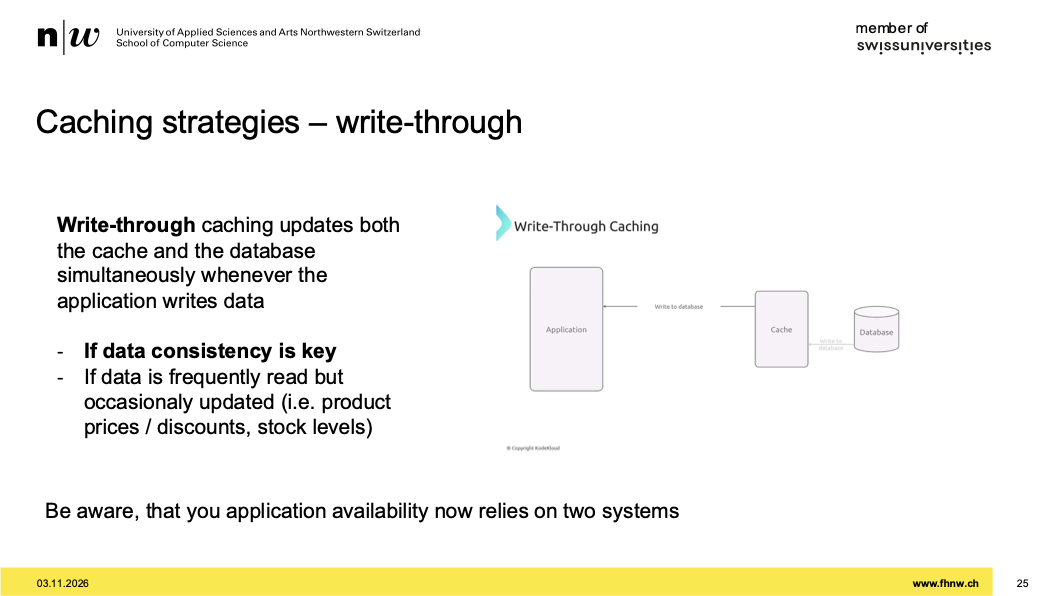 n|w University of Applied Sciences and Arts Northwestern Switzerland
School of Computer Science
member of
swissuniversities
Caching strategies – write-through
Write-through caching updates both
the cache and the database
simultaneously whenever the
application writes data
- If data consistency is key
- If data is frequently read but
occasionaly updated (i.e. product
prices / discounts, stock levels)
Write-Through Caching
Application
Write to database
Cache
Write to
database
Database
© Copyright KodeKloud
Be aware, that you application availability now relies on two systems
03.11.2026
www.fhnw.ch
25